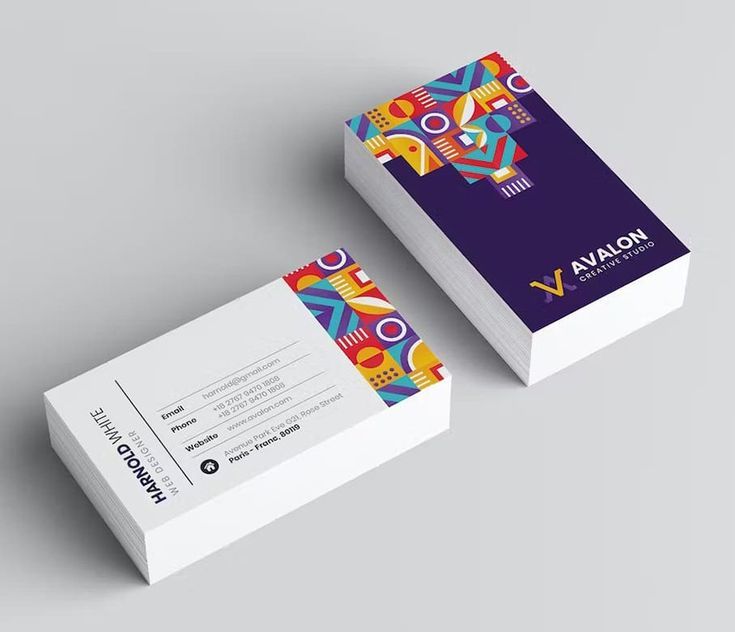 AVALON
CREATIVE STUDIO
HARNOLD WHITE
WEB DESIGNER
Email harnold@gmail.com
Phone +18 2767 9470 1808
+18 2767 9470 1808
Website www.avalon.com
Avenue Park Eve G21, Rose Street
Paris - Franc, 80119